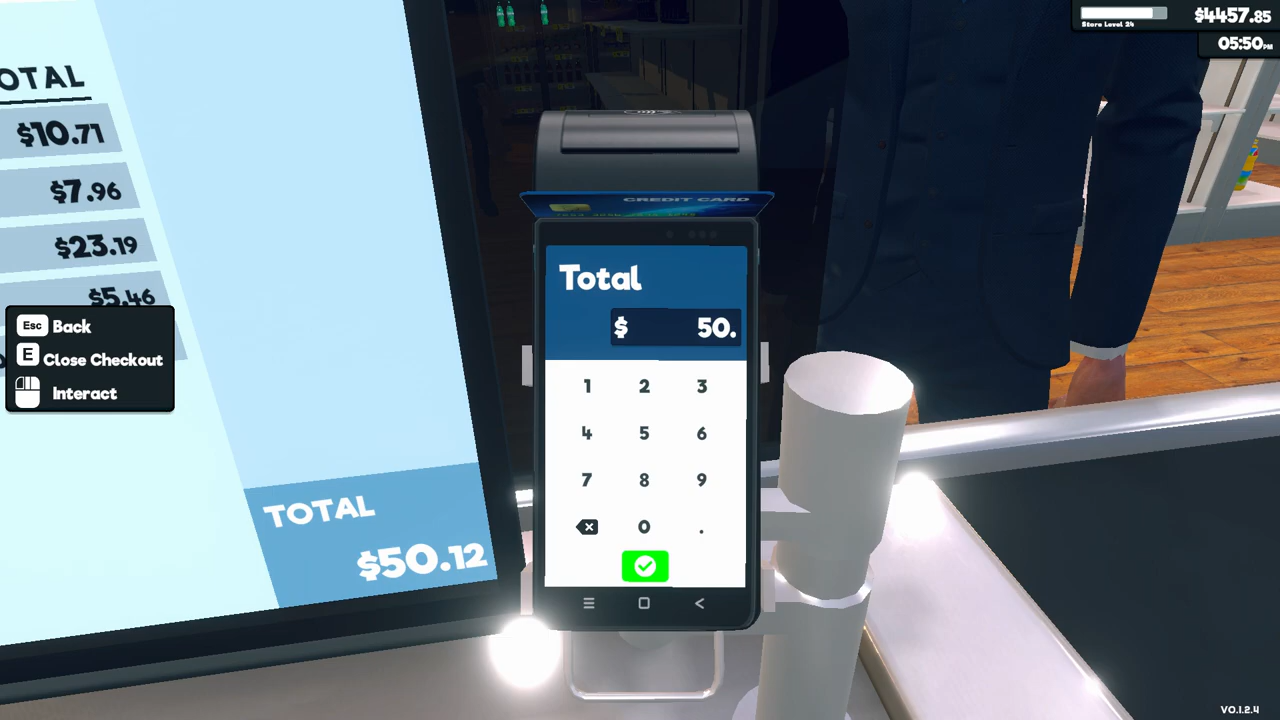 $4457.85
Store Level 24
05:50PM
OTAL
$10.71
$7.96
$23.19
$5.46
Esc Back
E Close Checkout
Interact
CREDIT CARD
Total
$ 50.
1 2 3
4 5 6
7 8 9
0 .
TOTAL
$50.12
V0.1.2.4